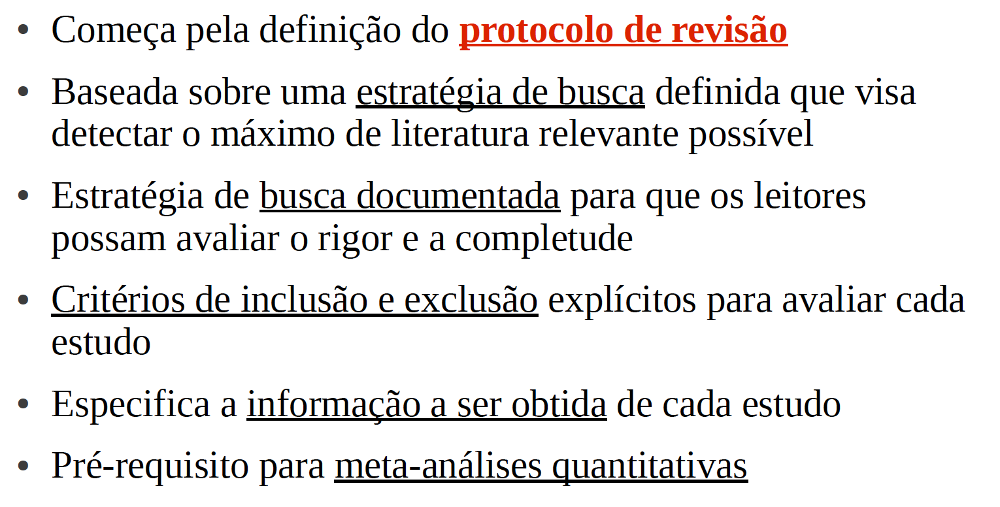 • Começa pela definição do protocolo de revisão
• Baseada sobre uma estratégia de busca definida que visa
detectar o máximo de literatura relevante possível
• Estratégia de busca documentada para que os leitores
possam avaliar o rigor e a completude
• Critérios de inclusão e exclusão explícitos para avaliar cada
estudo
• Especifica a informação a ser obtida de cada estudo
• Pré-requisito para meta-análises quantitativas